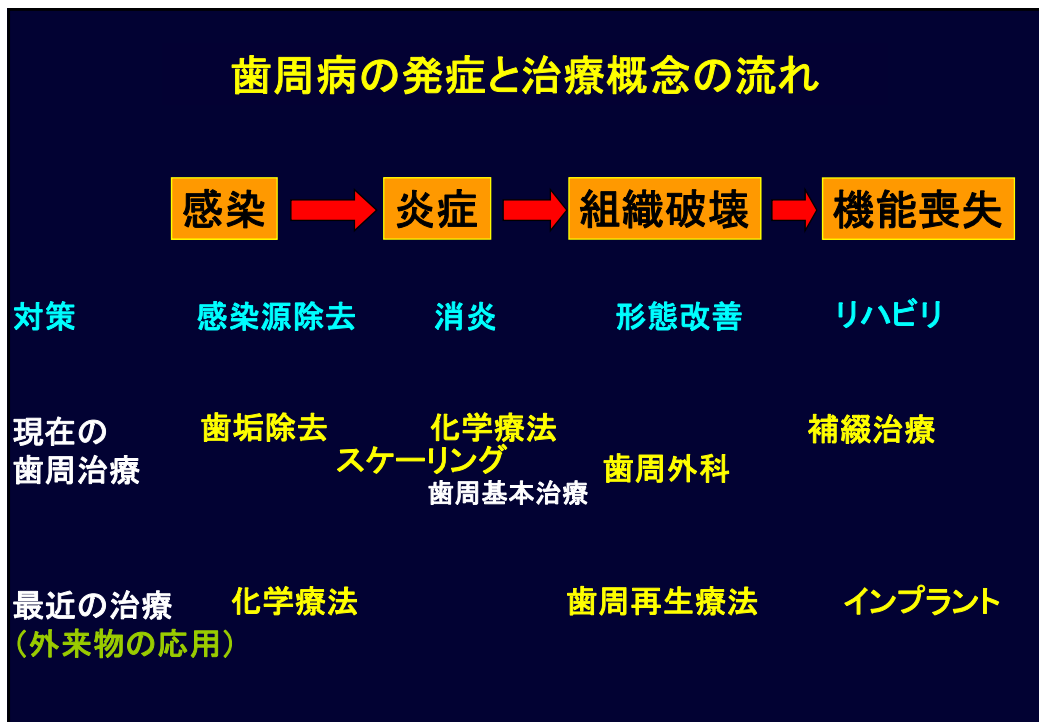 歯周病の発症と治療概念の流れ
感染 炎症 組織破壊 機能喪失
対策 感染源除去 消炎 形態改善 リハビリ
現在の 歯垢除去 化学療法 補綴治療
スケーリング
歯周治療 歯周外科
歯周基本治療
最近の治療 化学療法 歯周再生療法 インプラント
（外来物の応用）